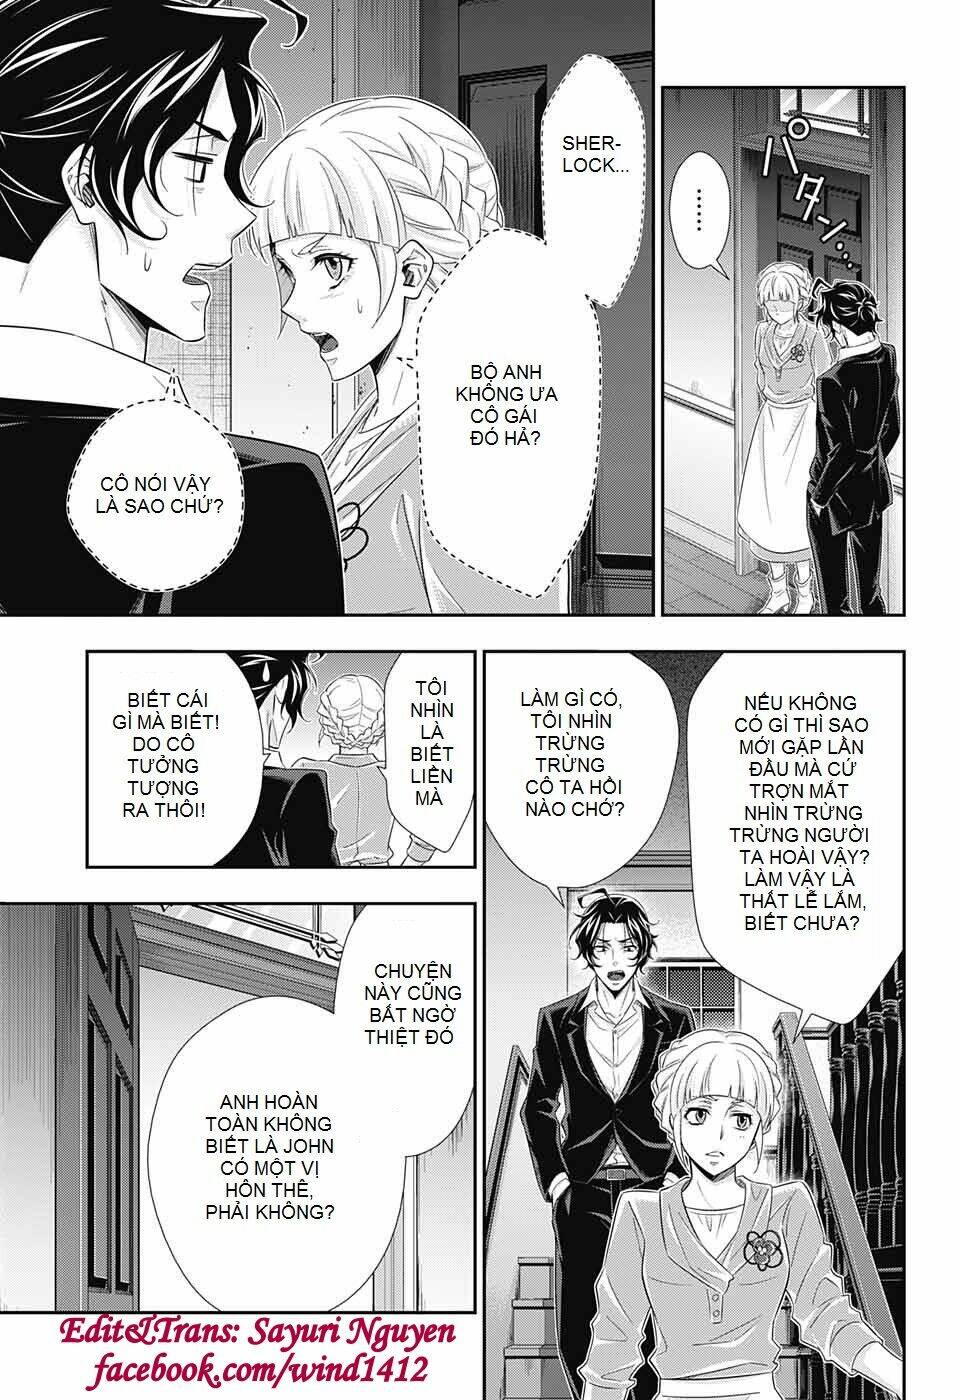 パタン…
……
SHER-
LOCK...
BỘ ANH
KHÔNG ƯA
CÔ GÁI
ĐÓ HẢ?
CÔ NÓI VẬY
LÀ SAO CHỨ?
NẾU KHÔNG
CÓ GÌ THÌ SAO
MỚI GẶP LẦN
ĐẦU MÀ CỨ
TRỢN MẮT
NHÌN TRỪNG
TRỪNG NGƯỜI
TA HOÀI VẬY?
LÀM VẬY LÀ
THẤT LỄ LẮM,
BIẾT CHƯA?
LÀM GÌ CÓ,
TÔI NHÌN
TRỪNG
TRỪNG
CÔ TA HỒI
NÀO CHỚ?
TÔI
NHÌN
LÀ
BIẾT
LIỀN
MÀ
BIẾT CÁI
GÌ MÀ BIẾT!
DO CÔ
TƯỞNG
TƯỢNG
RA THÔI!
CHUYỆN
NÀY CŨNG
BẤT NGỜ
THIỆT ĐÓ
ANH HOÀN
TOÀN KHÔNG
BIẾT LÀ JOHN
CÓ MỘT VỊ
HÔN THÊ,
PHẢI KHÔNG?
Edit&Trans: Sayuri Nguyen
facebook.com/wind1412